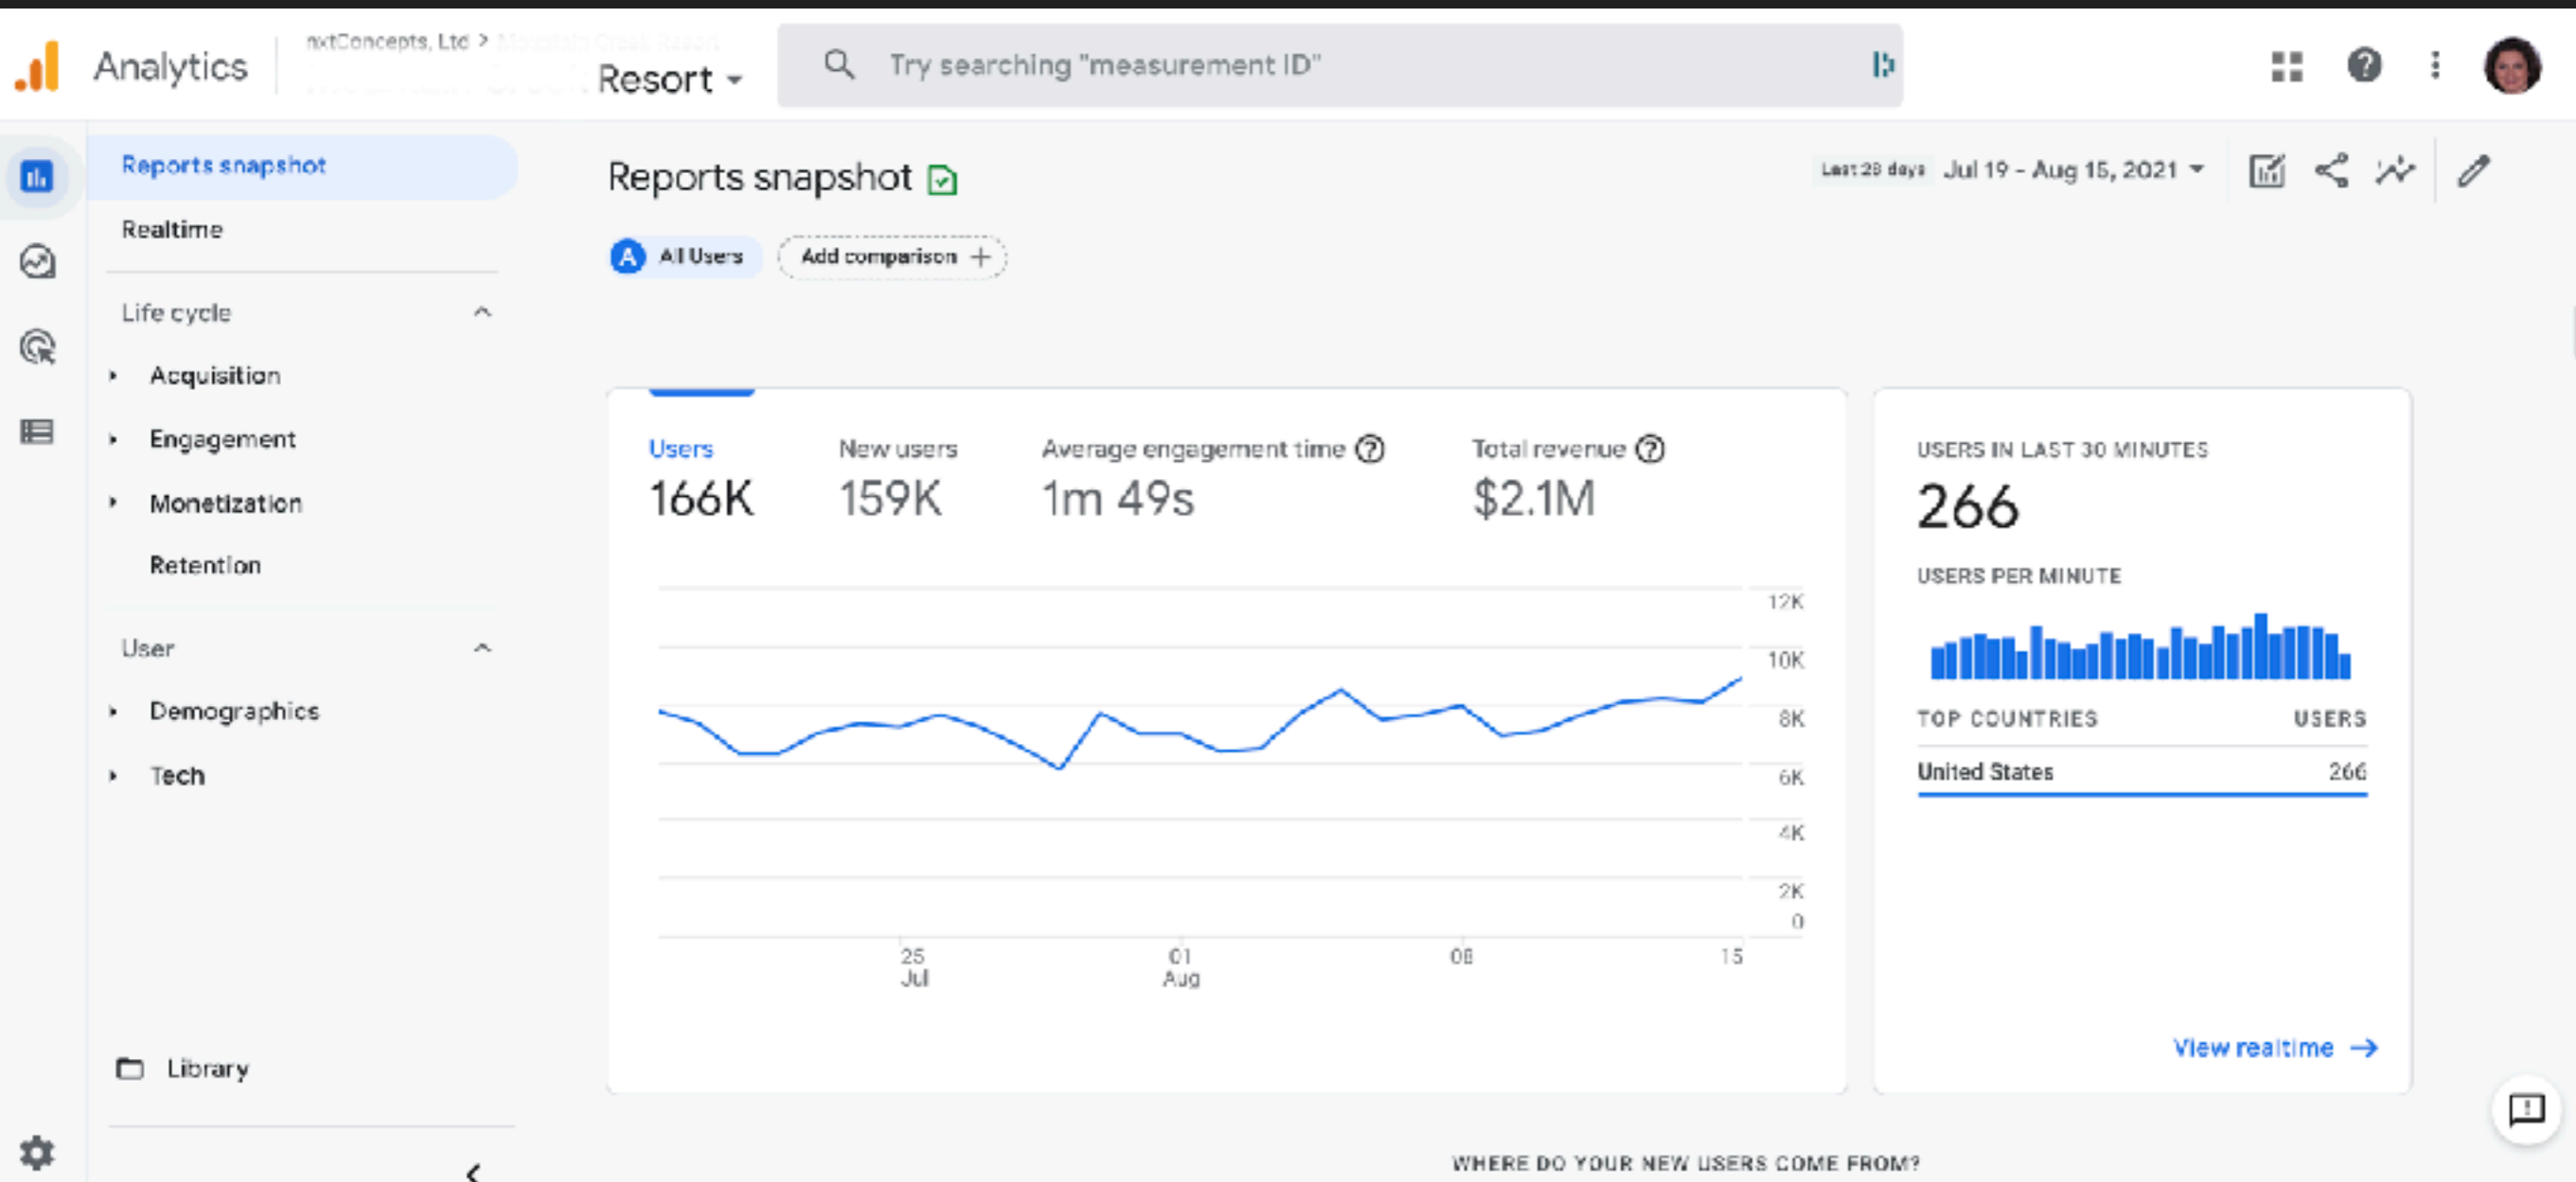 Analytics
nxtConcepts, Ltd >
Resort
Try searching "measurement ID"
Reports snapshot
Realtime
Life cycle
Acquisition
Engagement
Monetization
Retention
User
Demographics
Tech
Library
Reports snapshot
Last 28 days Jul 19 - Aug 15, 2021
A All Users
Add comparison +
Users
166K
New users
159K
Average engagement time
1m 49s
Total revenue
$2.1M
12K
10K
8K
6K
4K
2K
0
25
Jul
01
Aug
08
15
USERS IN LAST 30 MINUTES
266
USERS PER MINUTE
TOP COUNTRIES USERS
United States 266
View realtime →
WHERE DO YOUR NEW USERS COME FROM?